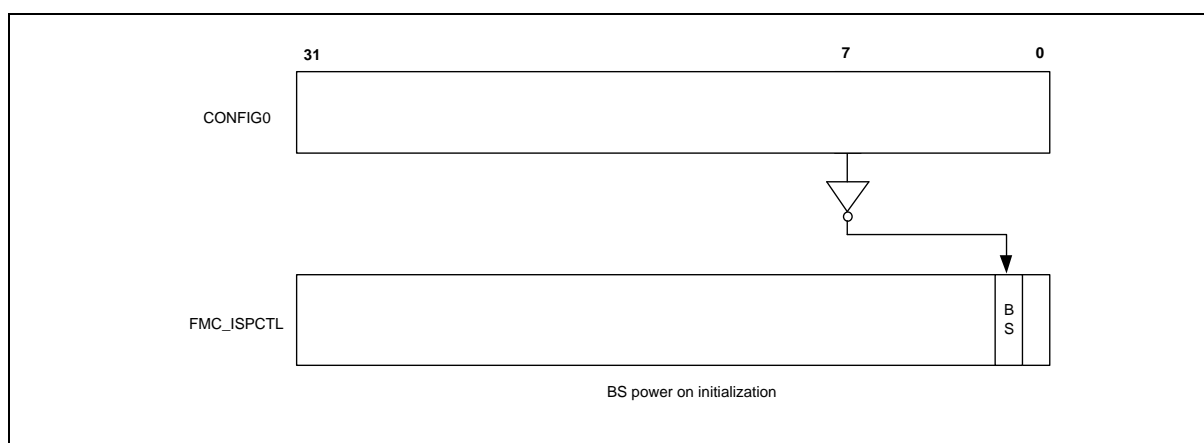 31 7 0
CONFIG0
FMC_ISPCTL
B
S
BS power on initialization